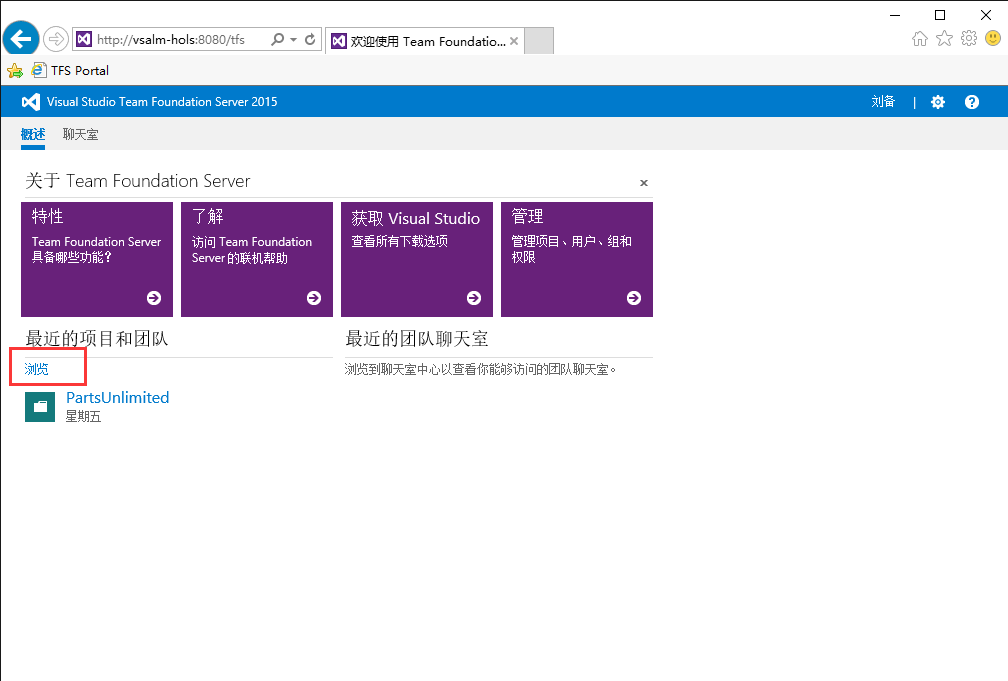 http://vsalm-hols:8080/tfs
欢迎使用 Team Foundatio...
TFS Portal
Visual Studio Team Foundation Server 2015
刘备
概述
聊天室
关于 Team Foundation Server
特性
Team Foundation Server
具备哪些功能?
了解
访问 Team Foundation
Server 的联机帮助
获取 Visual Studio
查看所有下载选项
管理
管理项目、用户、组和
权限
最近的项目和团队
浏览
PartsUnlimited
星期五
最近的团队聊天室
浏览到聊天室中心以查看你能够访问的团队聊天室。